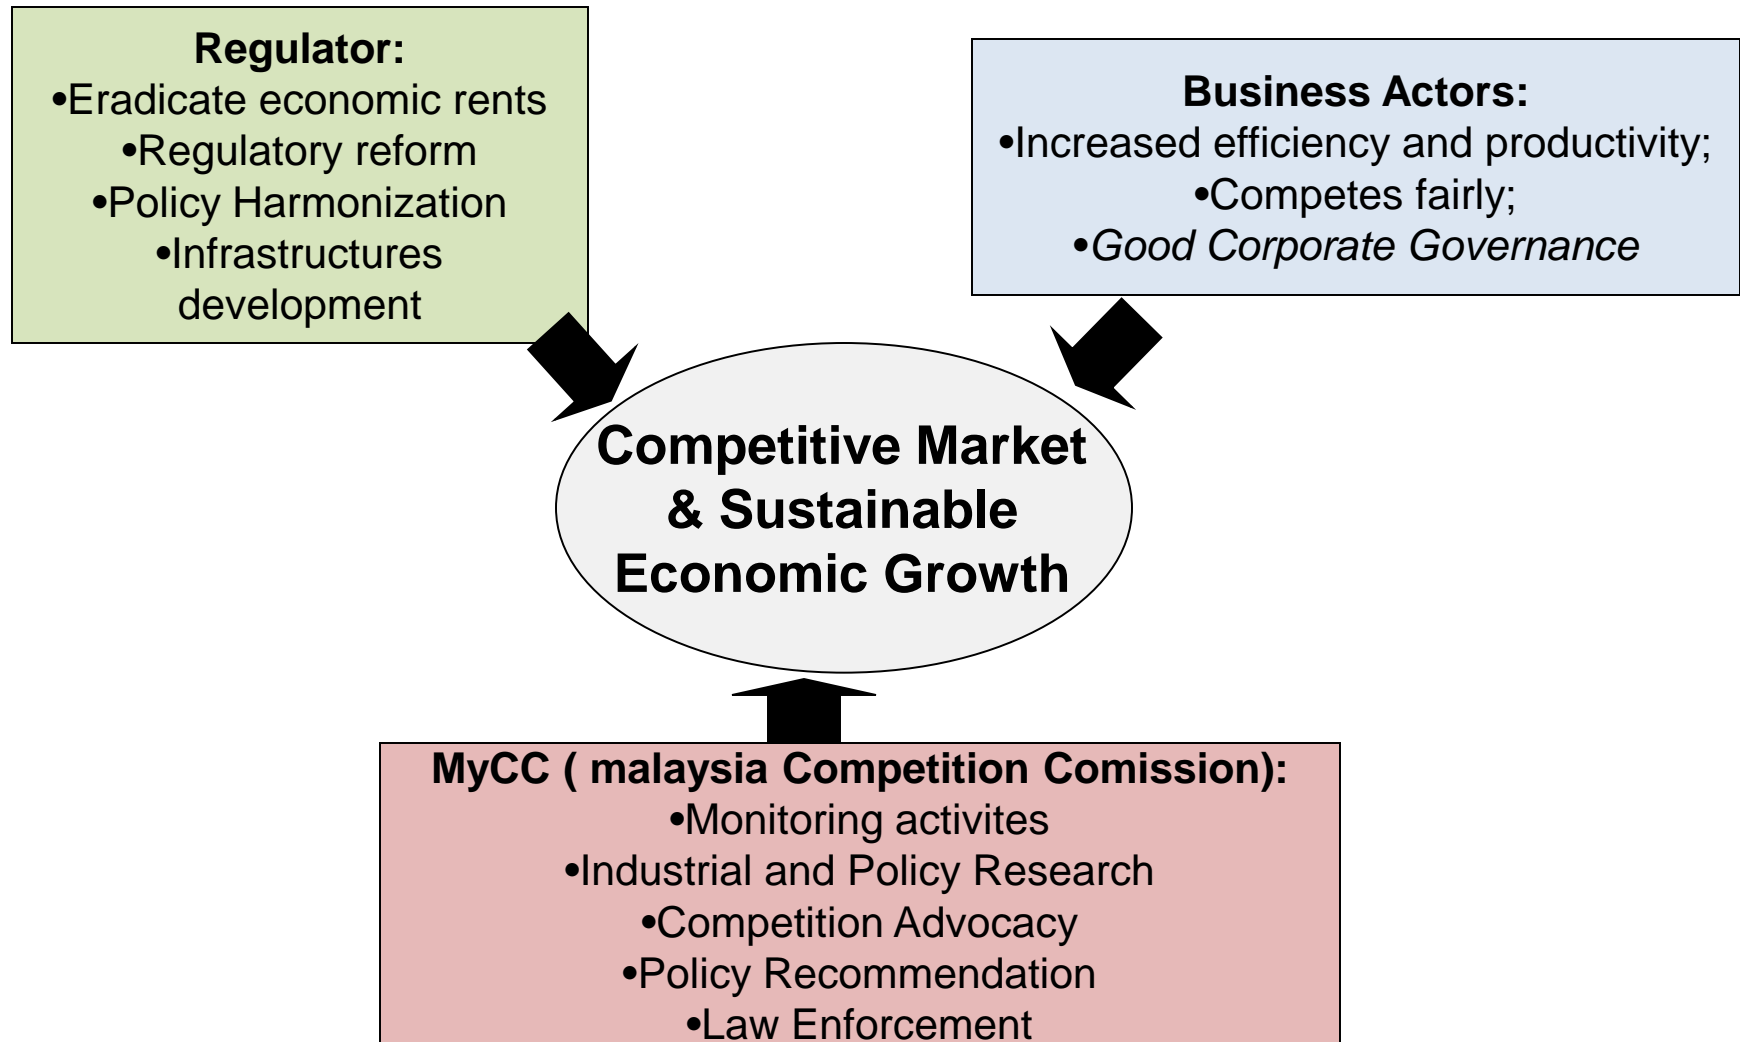 Regulator:
•Eradicate economic rents
•Regulatory reform
•Policy Harmonization
•Infrastructures
development
Business Actors:
•Increased efficiency and productivity;
•Competes fairly;
•Good Corporate Governance
Competitive Market
& Sustainable
Economic Growth
MyCC ( malaysia Competition Comission):
•Monitoring activites
•Industrial and Policy Research
•Competition Advocacy
•Policy Recommendation
•Law Enforcement